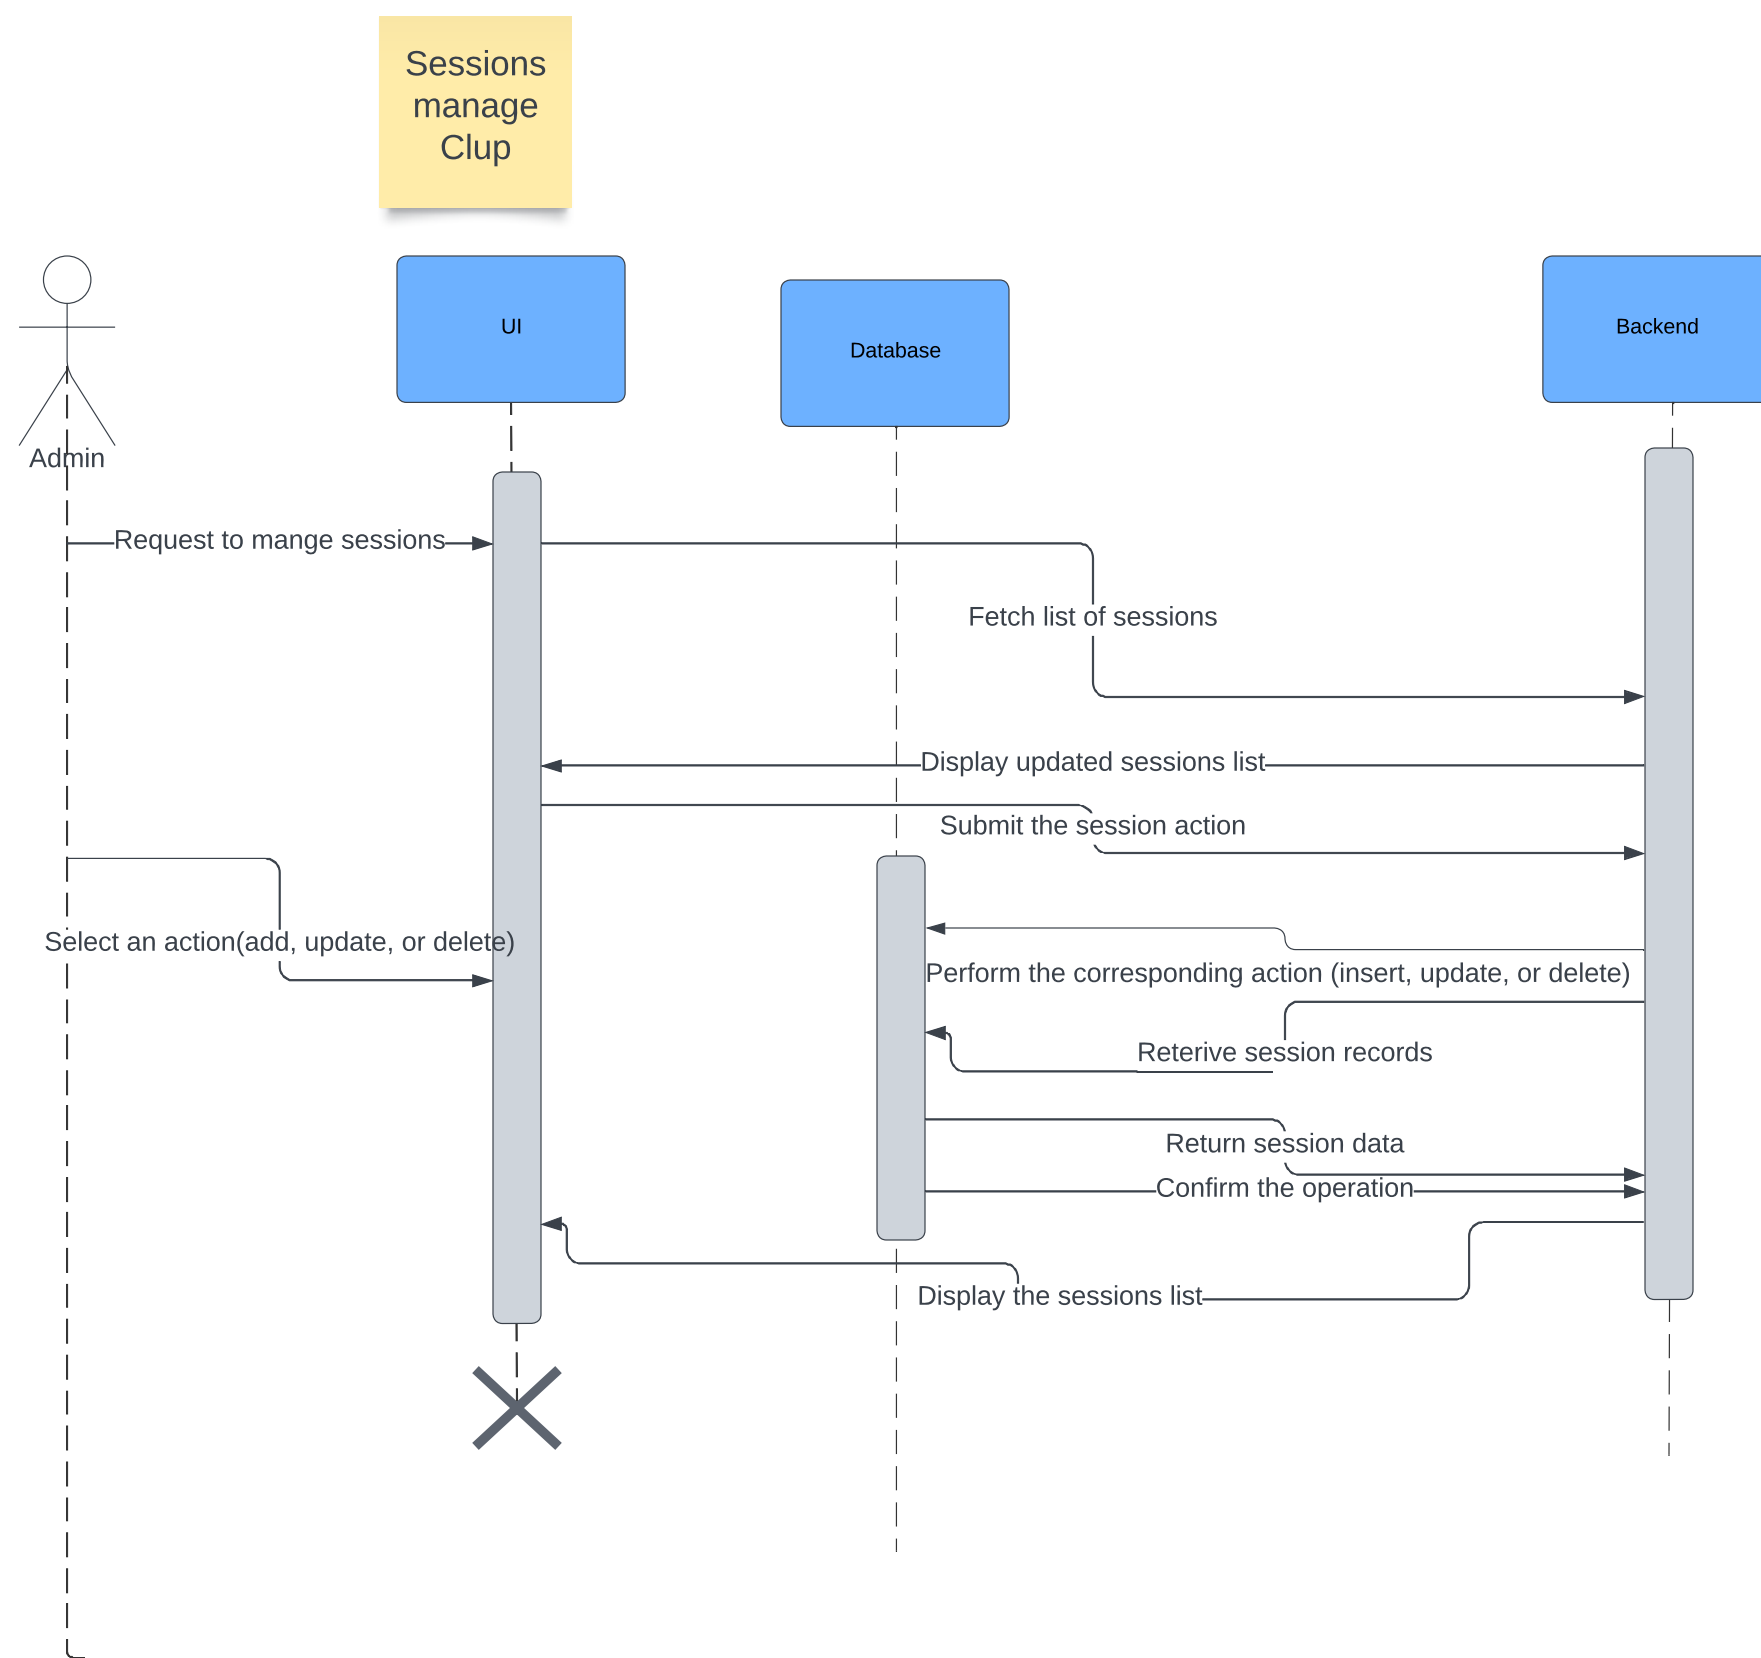 Sessions
manage
Clup
UI
Database
Backend
Admin
Request to mange sessions
Fetch list of sessions
Display updated sessions list
Submit the session action
Select an action(add, update, or delete)
Perform the corresponding action (insert, update, or delete)
Reterive session records
Return session data
Confirm the operation
Display the sessions list